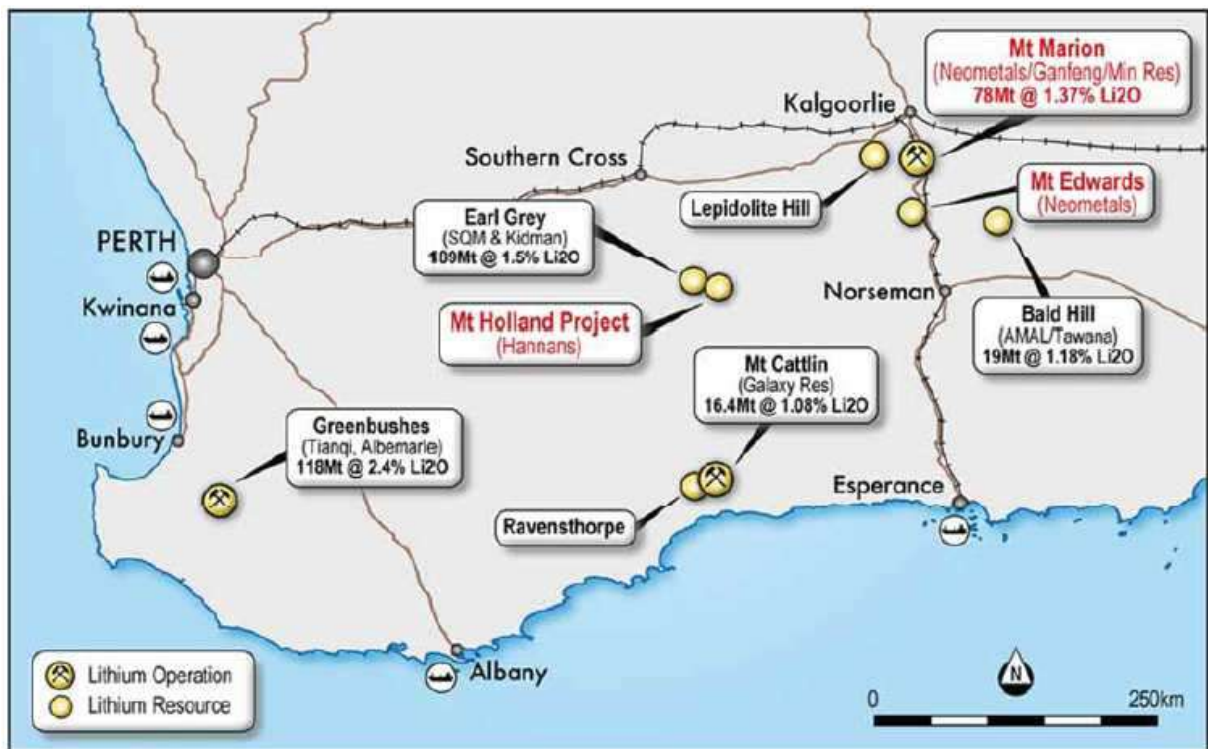 Mt Marion
(Neometals/Ganfeng/Min Res)
78Mt @ 1.37% Li2O
Kalgoorlie
Southern Cross
Lepidolite Hill
Mt Edwards
(Neometals)
Earl Grey
(SQM & Kidman)
109Mt @ 1.5% Li2O
PERTH
Kwinana
Norseman
Mt Holland Project
(Hannans)
Bald Hill
(AMAL/Tawana)
19Mt @ 1.18% Li2O
Mt Cattlin
(Galaxy Res)
16.4Mt @ 1.08% Li2O
Bunbury
Greenbushes
(Tianqi, Albemarle)
118Mt @ 2.4% Li2O
Esperance
Ravensthorpe
Albany
Lithium Operation
Lithium Resource
N
0 250km